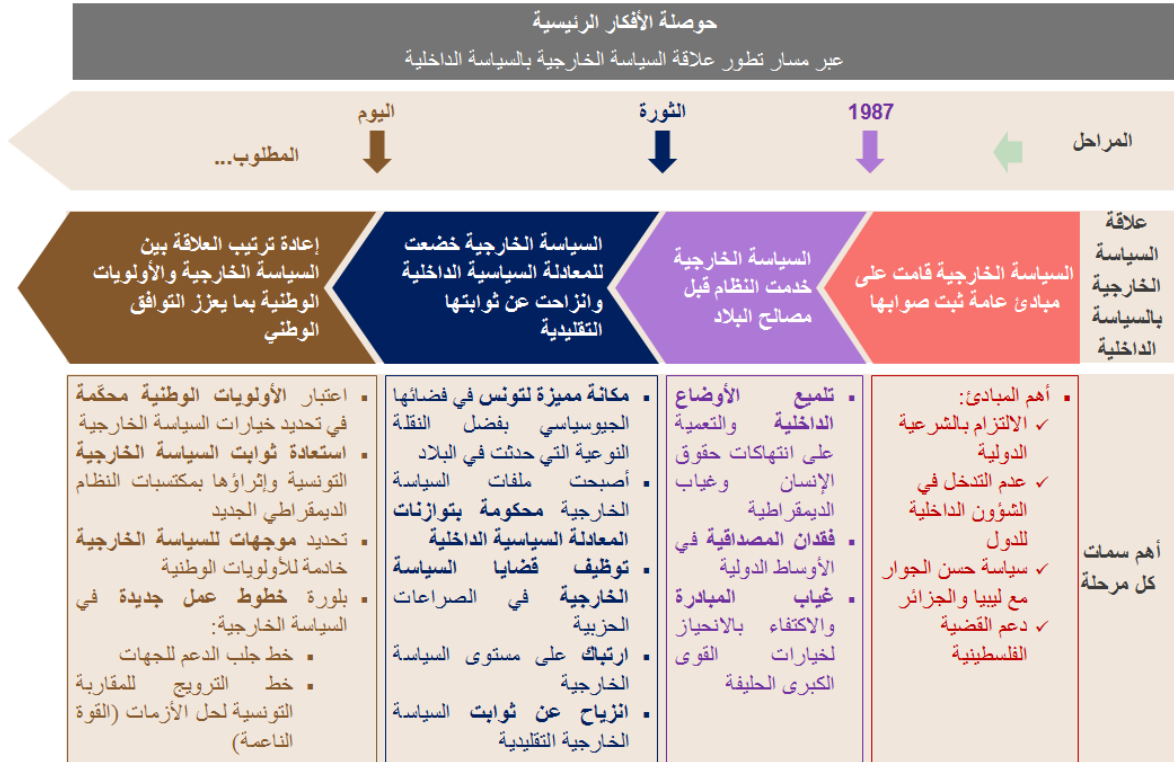 حوصلة الأفكار الرئيسية
عبر مسار تطور علاقة السياسة الخارجية بالسياسة الداخلية
المراحل
1987
الثورة
اليوم
المطلوب...
علاقة
السياسة
الخارجية
بالسياسة
الداخلية
السياسة الخارجية قامت على
مبادئ عامة ثبت صوابها
السياسة الخارجية
خدمت النظام قبل
مصالح البلاد
السياسة الخارجية خضعت
للمعادلة السياسية الداخلية
وانزاحت عن ثوابتها
التقليدية
إعادة ترتيب العلاقة بين
السياسة الخارجية والأولويات
الوطنية بما يعزز التوافق
الوطني
أهم سمات
كل مرحلة
▪ أهم المبادئ:
✓ الالتزام بالشرعية
الدولية
✓ عدم التدخل في
الشؤون الداخلية
للدول
✓ سياسة حسن الجوار
مع ليبيا والجزائر
✓ دعم القضية
الفلسطينية
▪ تلميع الأوضاع
الداخلية والتعمية
على انتهاكات حقوق
الإنسان وغياب
الديمقراطية
▪ فقدان المصداقية في
الأوساط الدولية
▪ غياب المبادرة
والاكتفاء بالانحياز
لخيارات القوى
الكبرى الحليفة
▪ مكانة مميزة لتونس في فضائها
الجيوسياسي بفضل النقلة
النوعية التي حدثت في البلاد
▪ أصبحت ملفات السياسة
الخارجية محكومة بتوازنات
المعادلة السياسية الداخلية
▪ توظيف قضايا السياسة
الخارجية في الصراعات
الحزبية
▪ ارتباك على مستوى السياسة
الخارجية
▪ انزياح عن ثوابت السياسة
الخارجية التقليدية
▪ اعتبار الأولويات الوطنية محكّمة
في تحديد خيارات السياسة الخارجية
▪ استعادة ثوابت السياسة الخارجية
التونسية وإثراؤها بمكتسبات النظام
الديمقراطي الجديد
▪ تحديد موجهات للسياسة الخارجية
خادمة للأولويات الوطنية
▪ بلورة خطوط عمل جديدة في
السياسة الخارجية:
▪ خط جلب الدعم للجهات
▪ خط الترويج للمقاربة
التونسية لحل الأزمات (القوة
الناعمة)